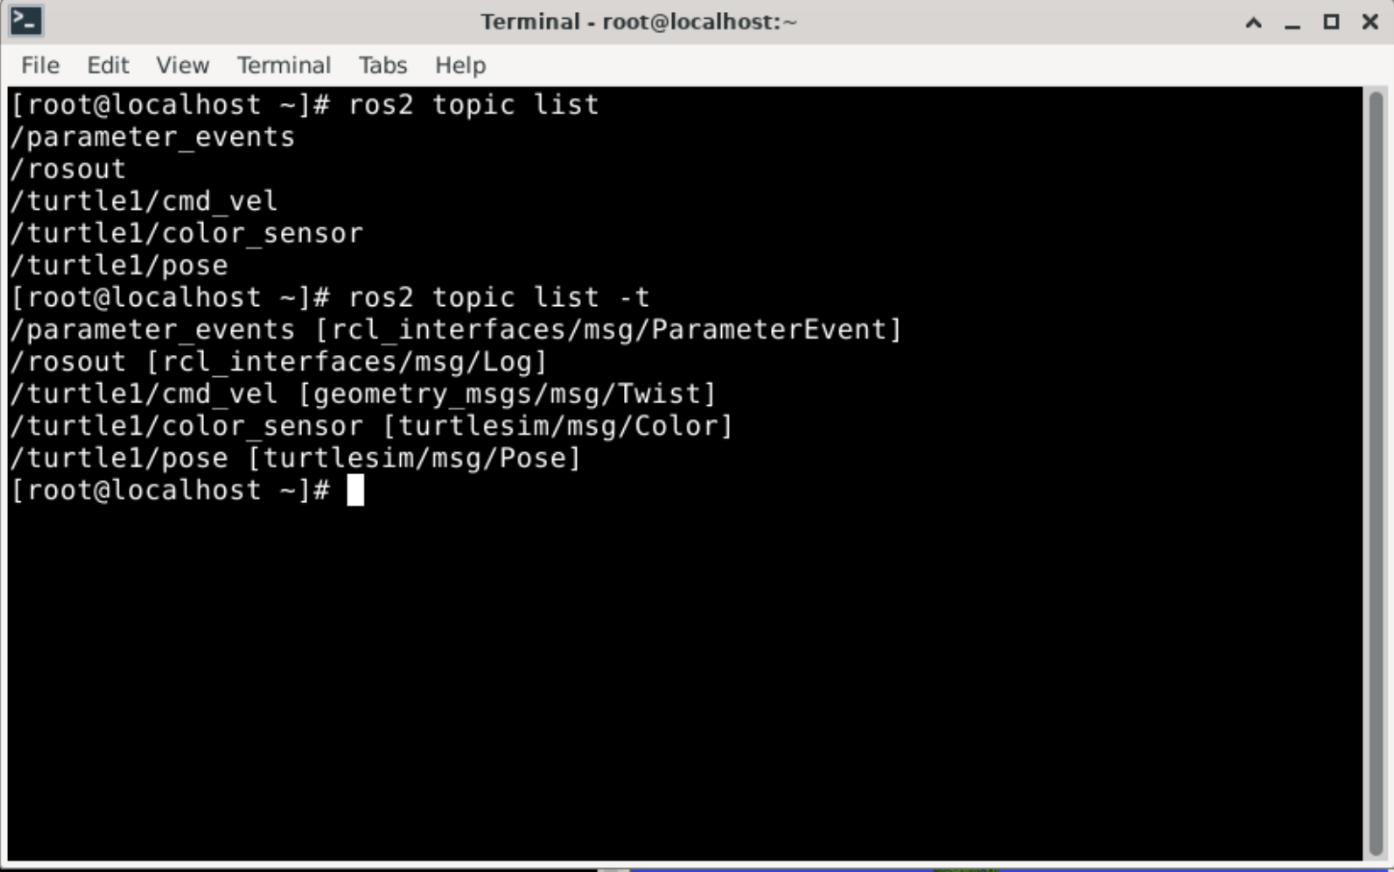 Terminal - root@localhost:~
File Edit View Terminal Tabs Help
[root@localhost ~]# ros2 topic list
/parameter_events
/rosout
/turtle1/cmd_vel
/turtle1/color_sensor
/turtle1/pose
[root@localhost ~]# ros2 topic list -t
/parameter_events [rcl_interfaces/msg/ParameterEvent]
/rosout [rcl_interfaces/msg/Log]
/turtle1/cmd_vel [geometry_msgs/msg/Twist]
/turtle1/color_sensor [turtlesim/msg/Color]
/turtle1/pose [turtlesim/msg/Pose]
[root@localhost ~]#